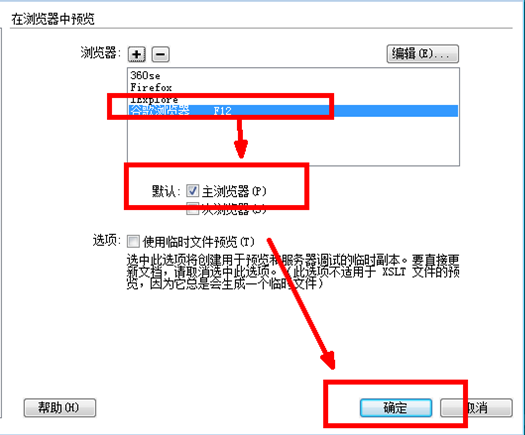 在浏览器中预览
浏览器:
编辑(E)...
360se
Firefox
IExplore
谷歌浏览器 F12
默认: 主浏览器(P)
次浏览器(S)
选项: 使用临时文件预览(T)
选中此选项将创建用于预览和服务器调试的临时副本。要直接更
新文档，请取消选中此选项。（此选项不适用于 XSLT 文件的预
览，因为它总是会生成一个临时文件）
帮助(H)
确定
取消